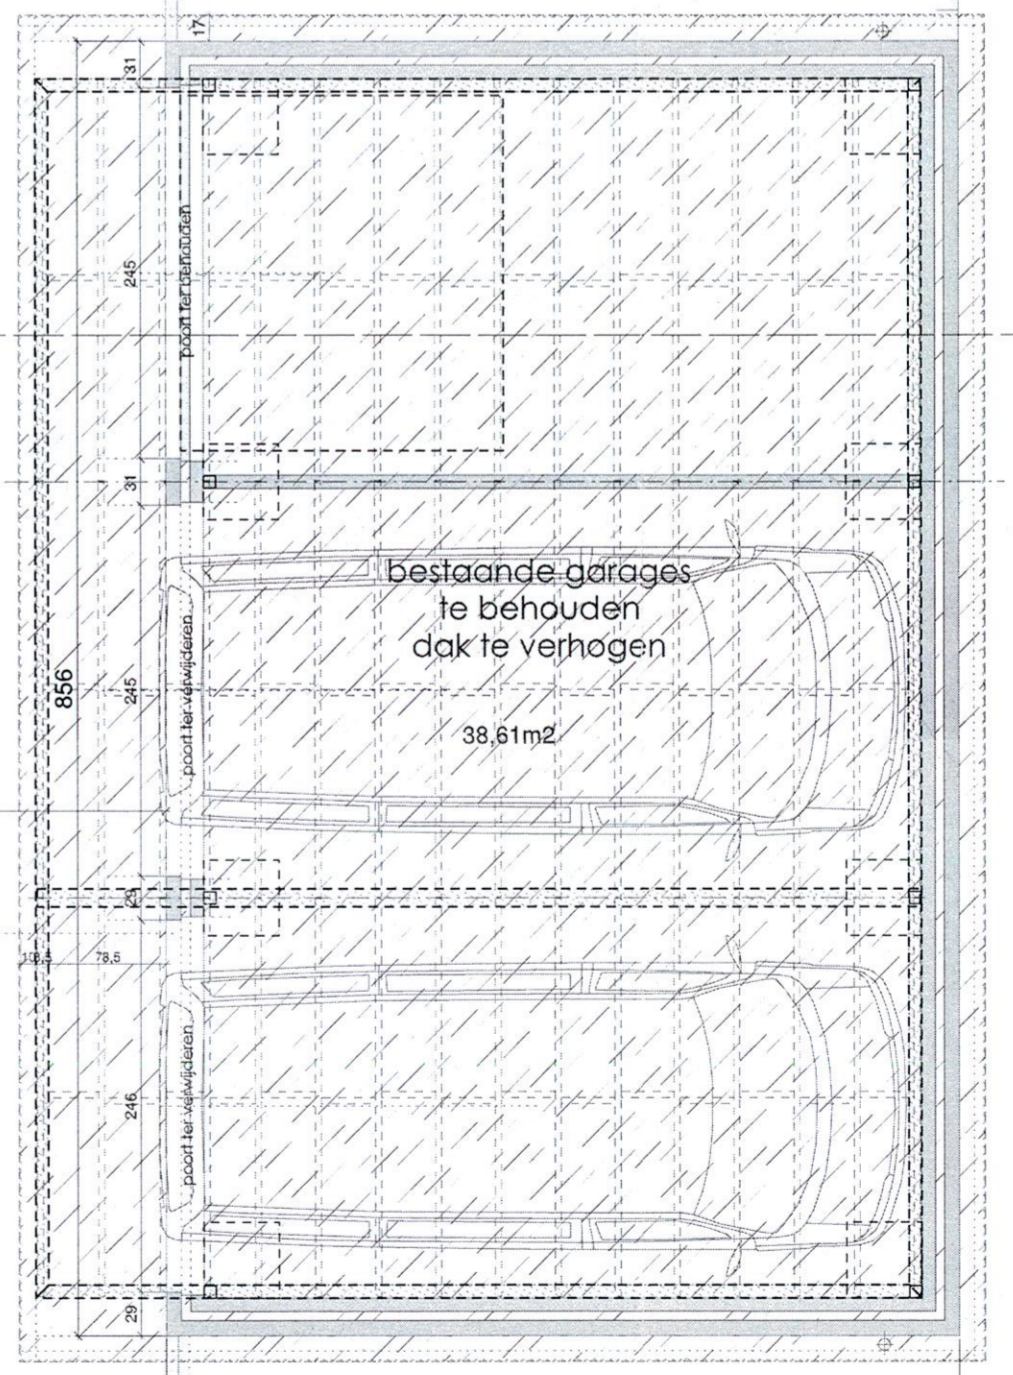 17
31
poort ter behouden
245
31
bestaande garages
te behouden
dak te verhogen
38,61m2
poort ter verwijderen
245
856
29
78,5
poort ter verwijderen
246
29